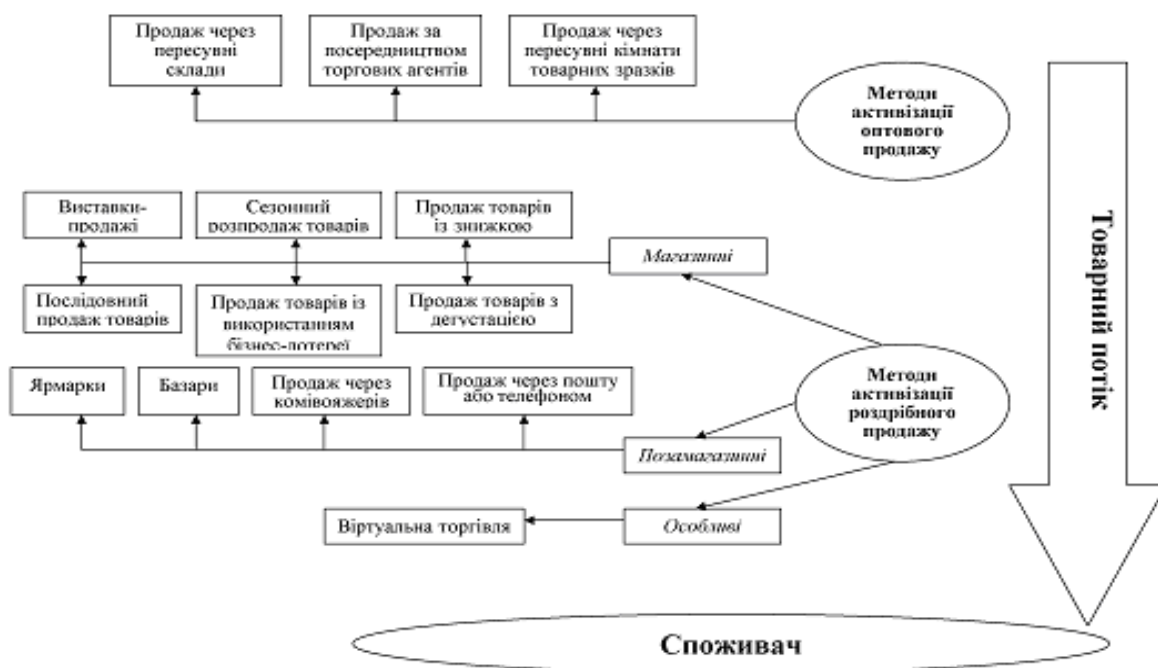 Продаж через
пересувні
склади
Продаж за
посередництвом
торгових агентів
Продаж через
пересувні кімнати
товарних зразків
Методи
активізації
оптового
продажу
Виставки-
продажі
Сезонний
розпродаж товарів
Продаж товарів
із знижкою
Магазинні
Послідовний
продаж товарів
Продаж товарів із
використанням
бізнес-лотереї
Продаж товарів з
дегустацією
Ярмарки
Базари
Продаж через
комівояжерів
Продаж через пошту
або телефоном
Методи
активізації
роздрібного
продажу
Позамагазинні
Віртуальна торгівля
Особливі
Товарний потік
Споживач